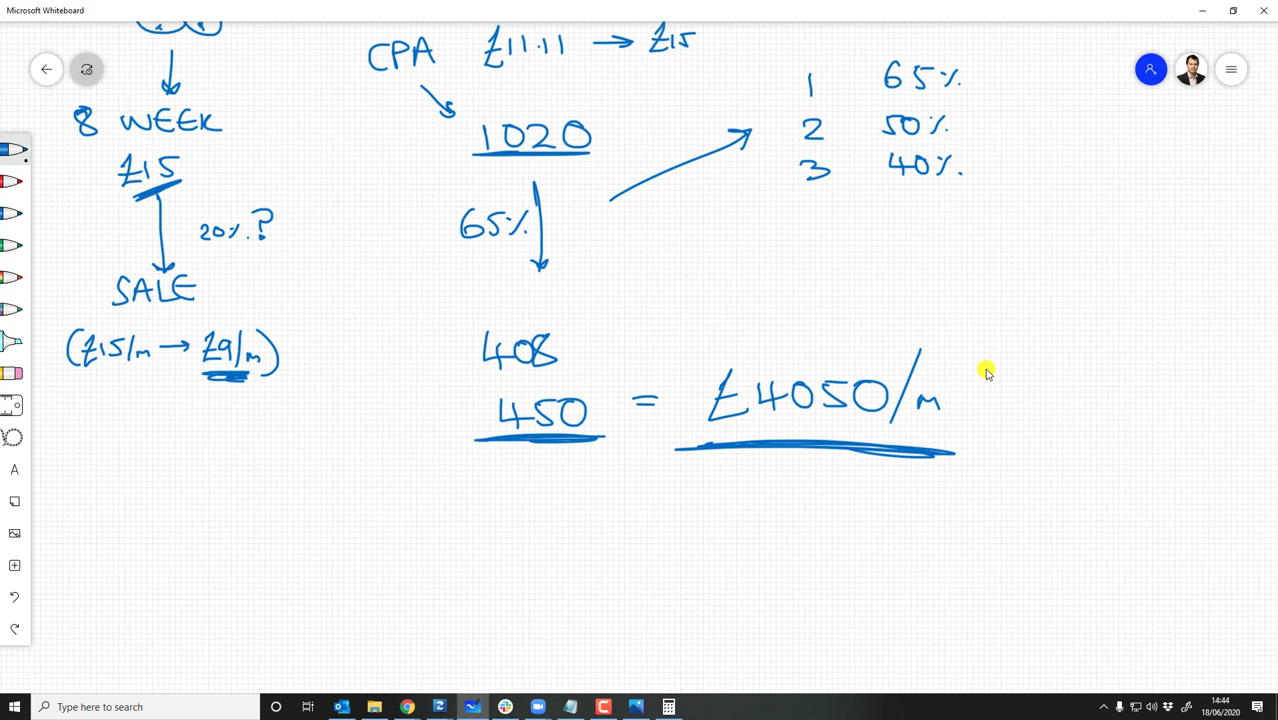 Microsoft Whiteboard
8 WEEK
£15
20%?
SALE
(£15/m → £9/m)
CPA £11.11 → £15
1020
65%
408
450 = £4050/m
1 65%
2 50%
3 40%
A
Type here to search
14:44
18/06/2020